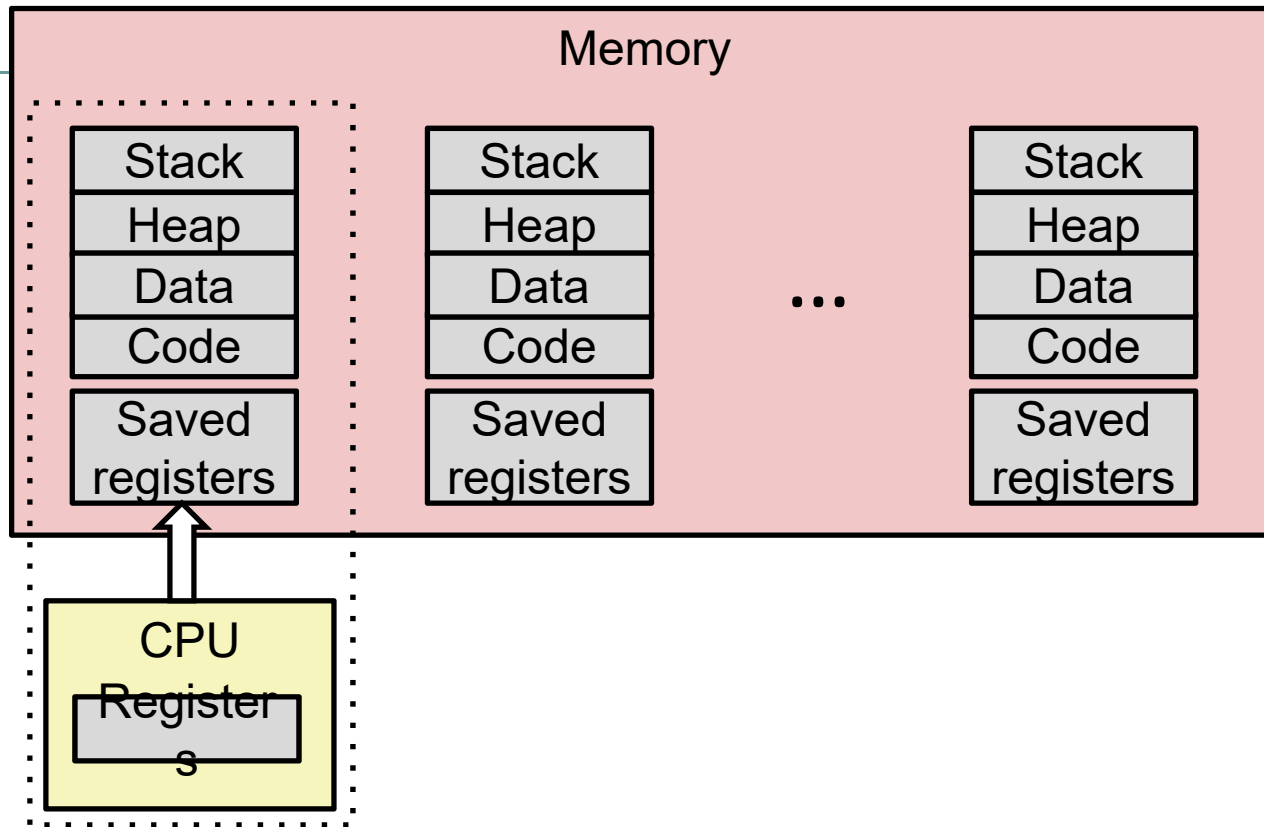 Memory
Stack
Heap
Data
Code
Saved
registers
Stack
Heap
Data
Code
Saved
registers
...
Stack
Heap
Data
Code
Saved
registers
CPU
Register
s